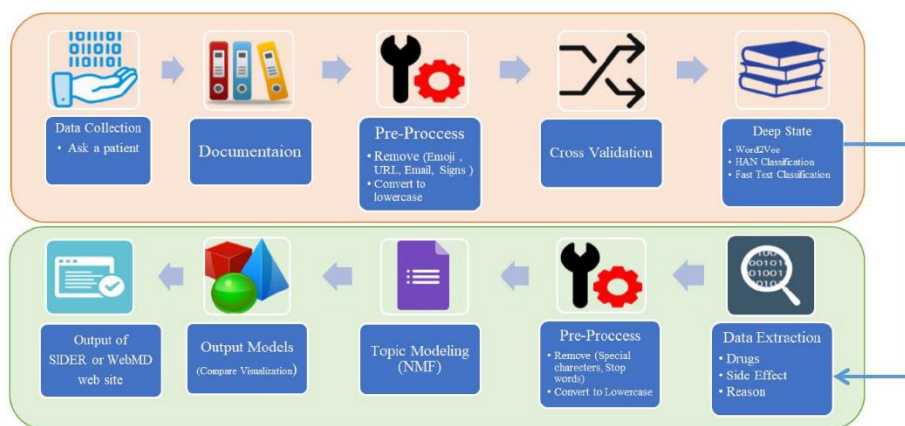 Data Collection
• Ask a patient
Documentaion
Pre-Proccess
• Remove (Emoji ,
URL, Email, Signs )
• Convert to
lowercase
Cross Validation
Deep State
• Word2Vec
• HAN Classification
• Fast Text Classification
Output of
SIDER or WebMD
web site
Output Models
(Compare Visualization)
Topic Modeling
(NMF)
Pre-Proccess
• Remove (Special
charecters, Stop
words)
• Convert to Lowercase
Data Extraction
• Drugs
• Side Effect
• Reason